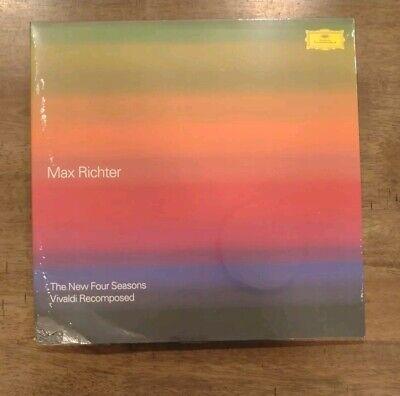 Max Richter
The New Four Seasons
Vivaldi Recomposed